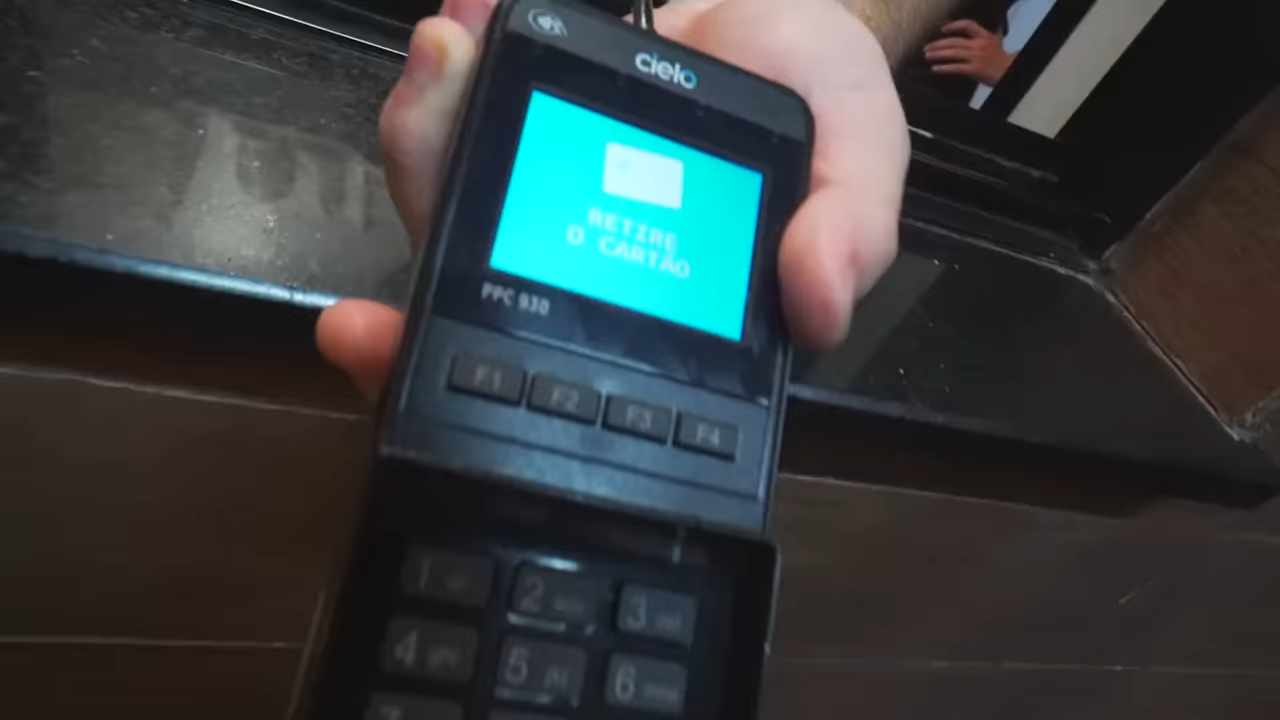 cielo
RETIRE
O CARTÃO
PPC 930
F1 F2 F3 F4
1 2 3
4 5 6